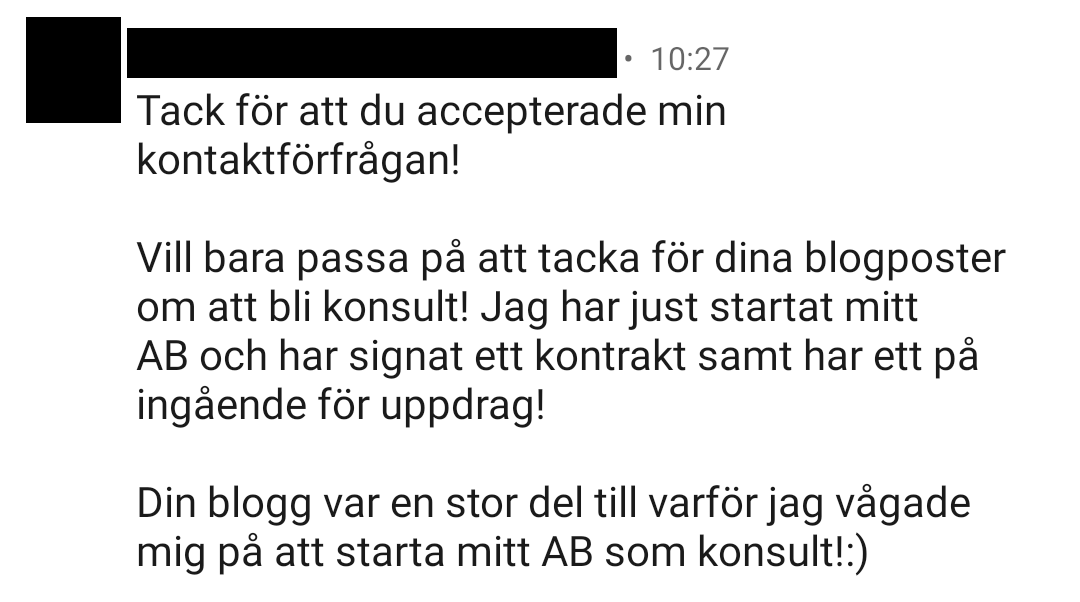 • 10:27
Tack för att du accepterade min
kontaktförfrågan!
Vill bara passa på att tacka för dina blogposter
om att bli konsult! Jag har just startat mitt
AB och har signat ett kontrakt samt har ett på
ingående för uppdrag!
Din blogg var en stor del till varför jag vågade
mig på att starta mitt AB som konsult!:)